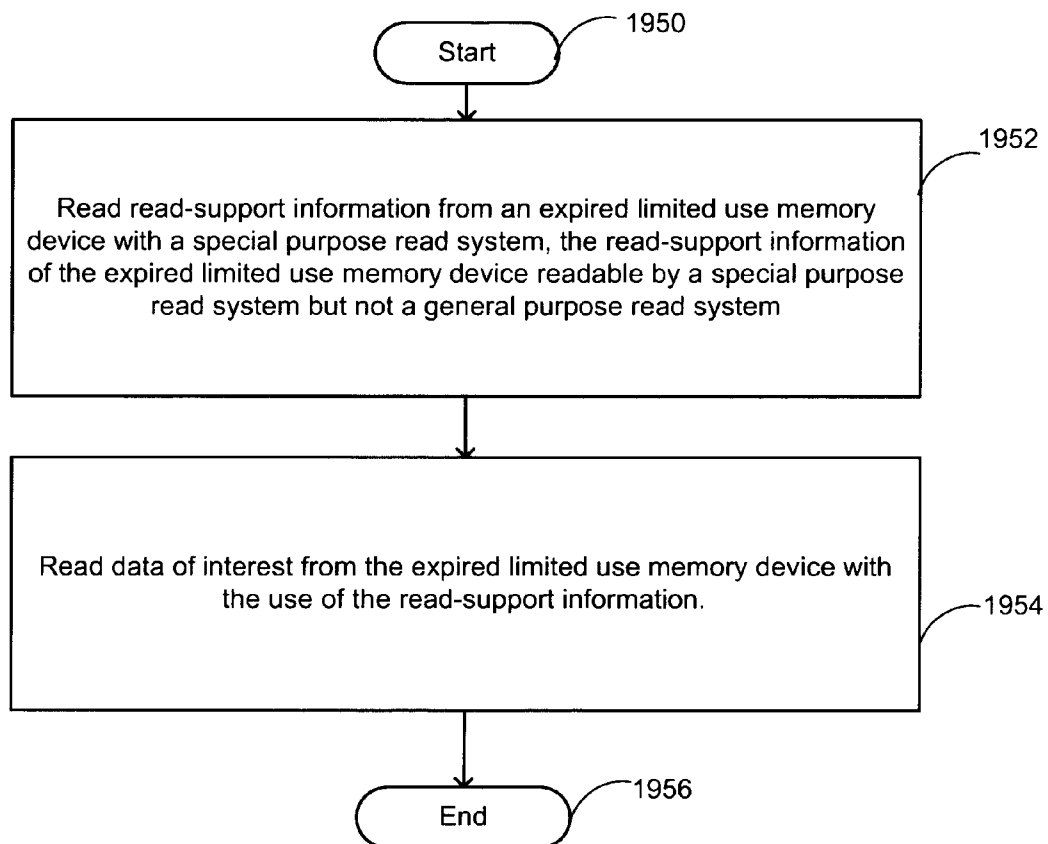 Start
1950
1952
Read read-support information from an expired limited use memory
device with a special purpose read system, the read-support information
of the expired limited use memory device readable by a special purpose
read system but not a general purpose read system
Read data of interest from the expired limited use memory device with
the use of the read-support information.
1954
1956
End